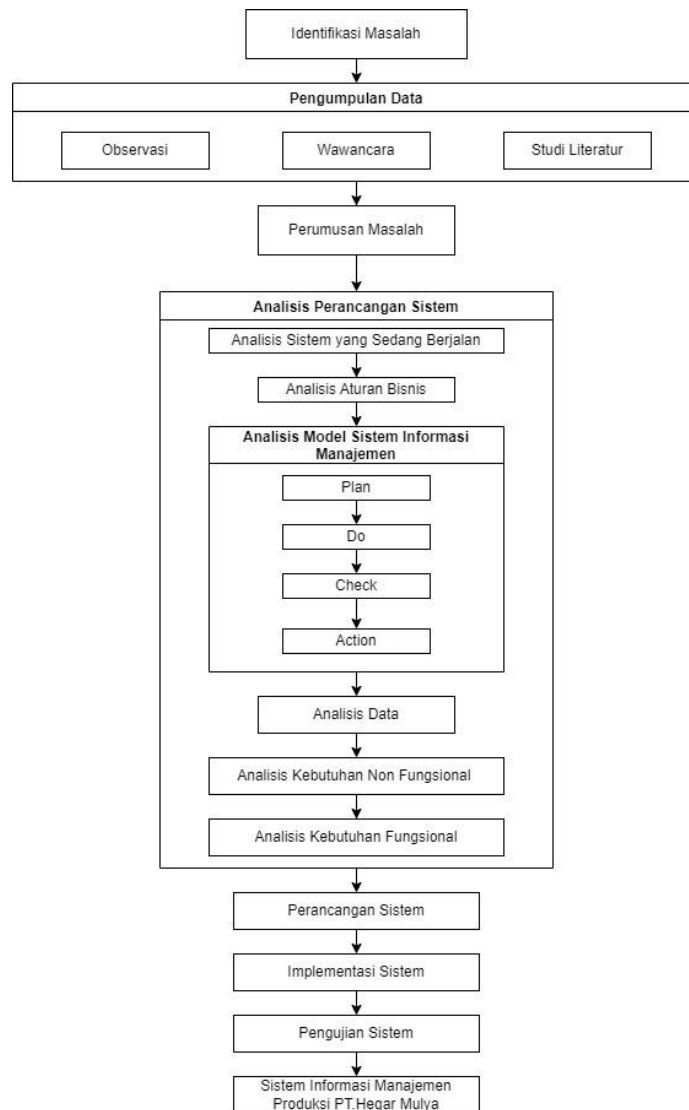 Identifikasi Masalah
Pengumpulan Data
Observasi
Wawancara
Studi Literatur
Perumusan Masalah
Analisis Perancangan Sistem
Analisis Sistem yang Sedang Berjalan
Analisis Aturan Bisnis
Analisis Model Sistem Informasi
Manajemen
Plan
Do
Check
Action
Analisis Data
Analisis Kebutuhan Non Fungsional
Analisis Kebutuhan Fungsional
Perancangan Sistem
Implementasi Sistem
Pengujian Sistem
Sistem Informasi Manajemen
Produksi PT.Hegar Mulya